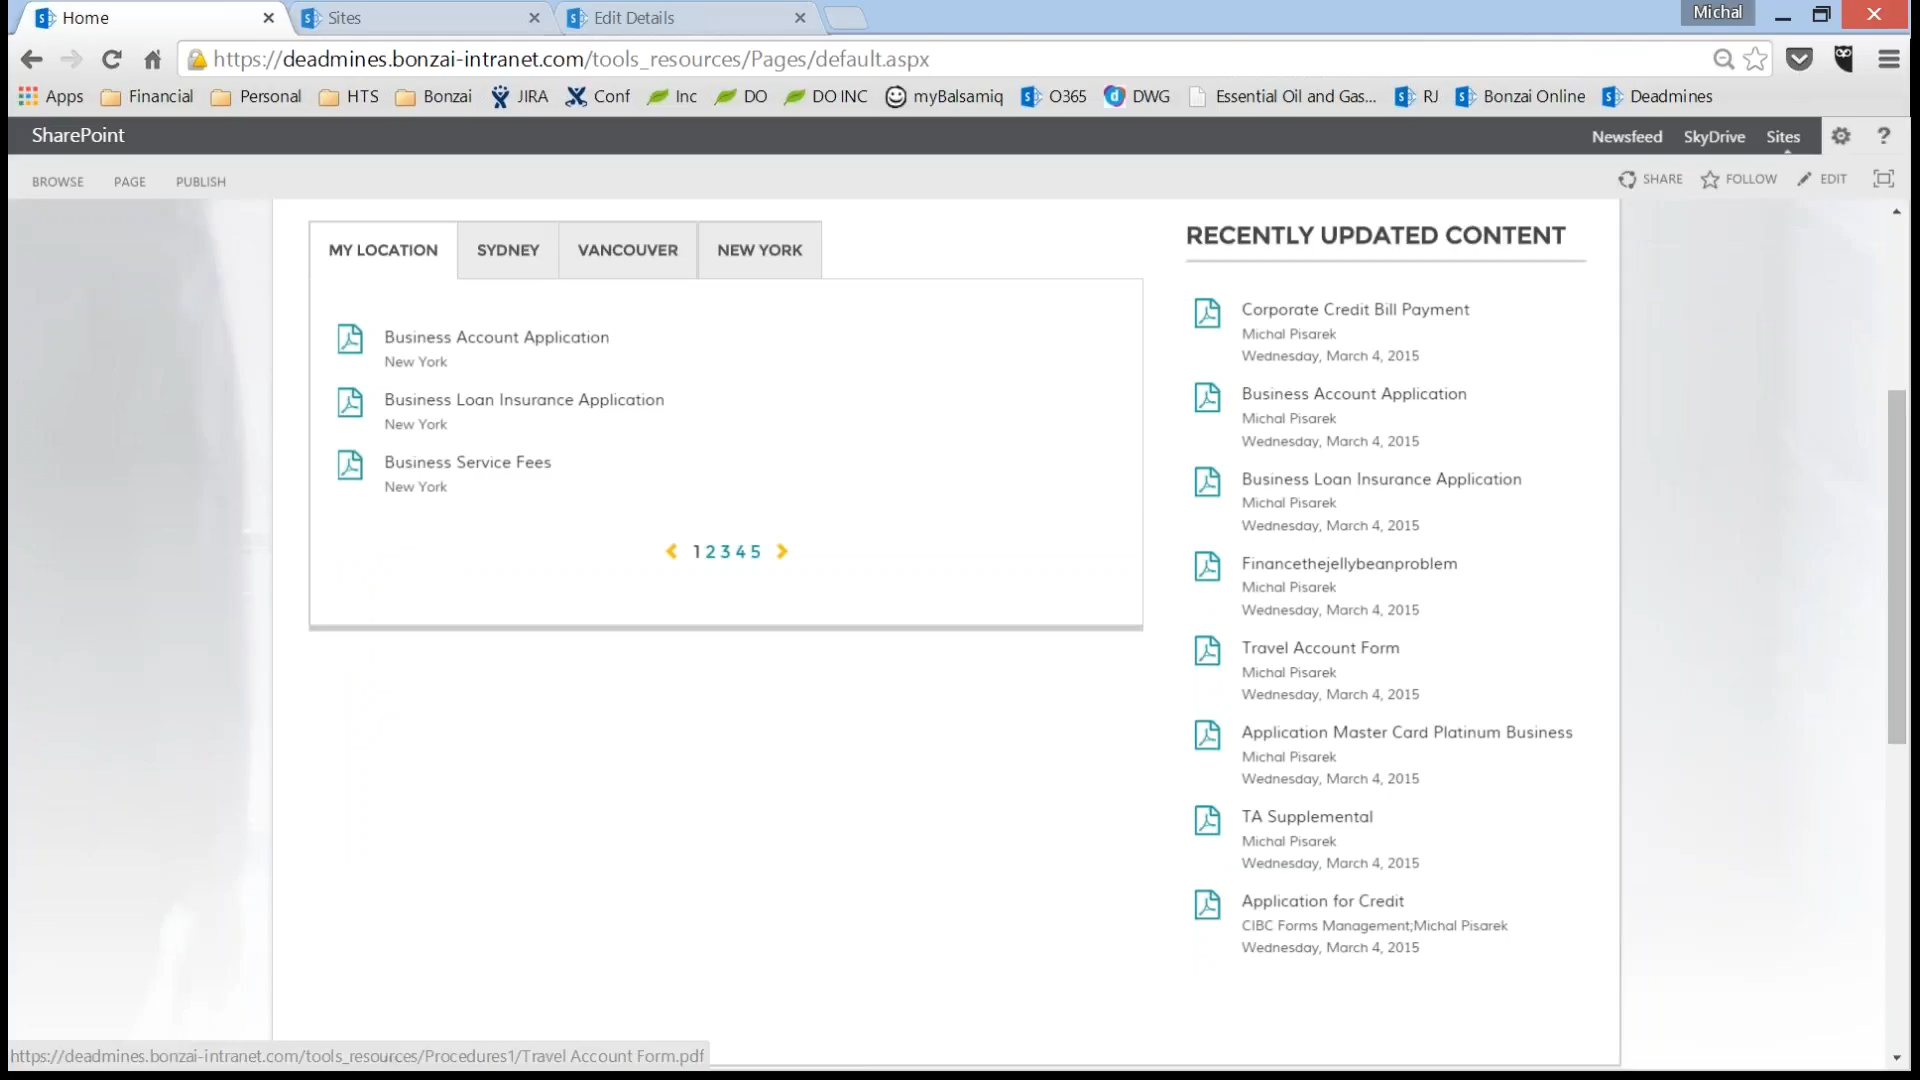 Home
Sites
Edit Details
Michal
https://deadmines.bonzai-intranet.com/tools_resources/Pages/default.aspx
Apps Financial Personal HTS Bonzai JIRA Conf Inc DO DO INC myBalsamiq O365 DWG Essential Oil and Gas... RJ Bonzai Online Deadmines
SharePoint
Newsfeed SkyDrive Sites ?
BROWSE PAGE PUBLISH
SHARE FOLLOW EDIT
MY LOCATION SYDNEY VANCOUVER NEW YORK
Business Account Application
New York
Business Loan Insurance Application
New York
Business Service Fees
New York
1 2 3 4 5
RECENTLY UPDATED CONTENT
Corporate Credit Bill Payment
Michal Pisarek
Wednesday, March 4, 2015
Business Account Application
Michal Pisarek
Wednesday, March 4, 2015
Business Loan Insurance Application
Michal Pisarek
Wednesday, March 4, 2015
Financethejellybeanproblem
Michal Pisarek
Wednesday, March 4, 2015
Travel Account Form
Michal Pisarek
Wednesday, March 4, 2015
Application Master Card Platinum Business
Michal Pisarek
Wednesday, March 4, 2015
TA Supplemental
Michal Pisarek
Wednesday, March 4, 2015
Application for Credit
CIBC Forms Management;Michal Pisarek
Wednesday, March 4, 2015
https://deadmines.bonzai-intranet.com/tools_resources/Procedures1/Travel Account Form.pdf